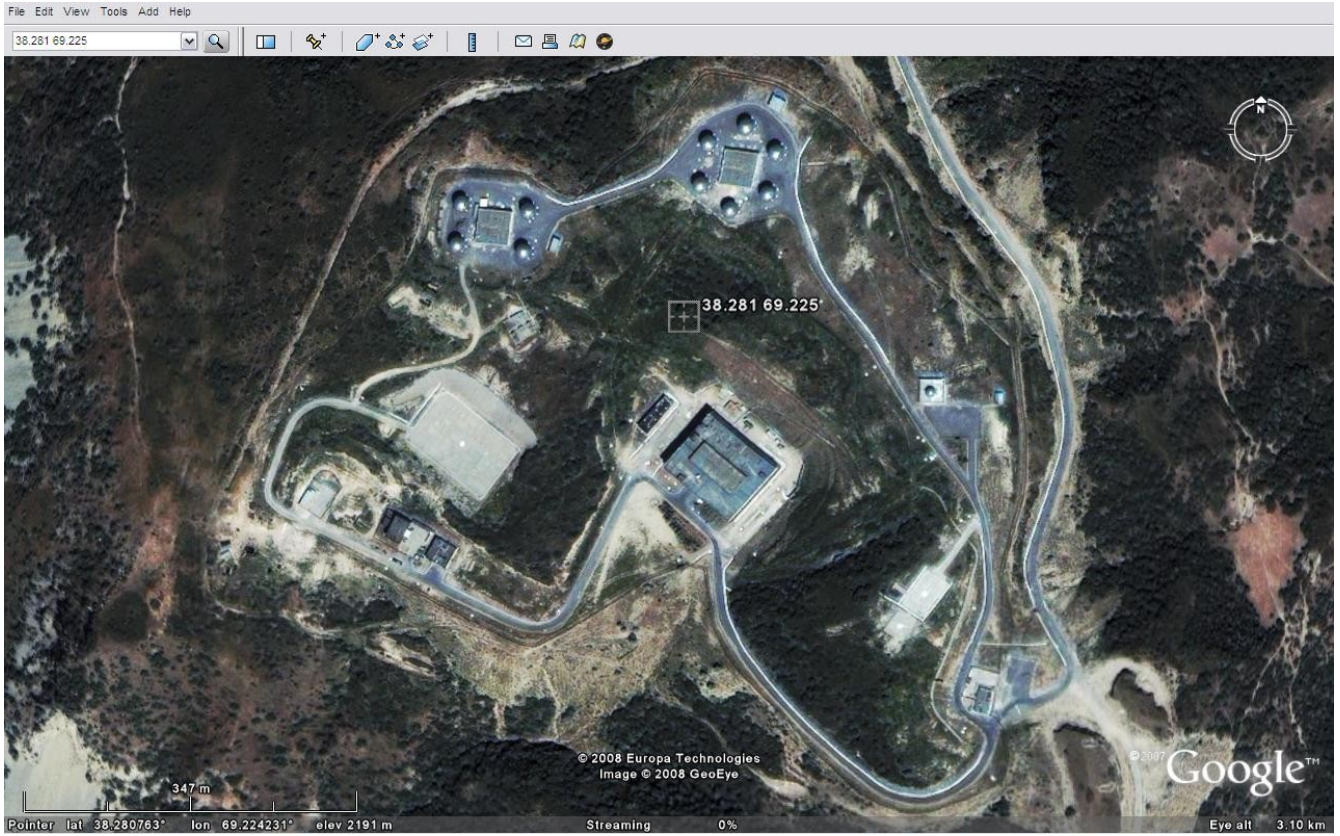 File Edit View Tools Add Help
38.281 69.225
N
38.281 69.225°
© 2008 Europa Technologies
Image © 2008 GeoEye
© 2007 Google™
347 m
Pointer lat 38.280763° lon 69.224231° elev 2191 m Streaming 0% Eye alt 3.10 km